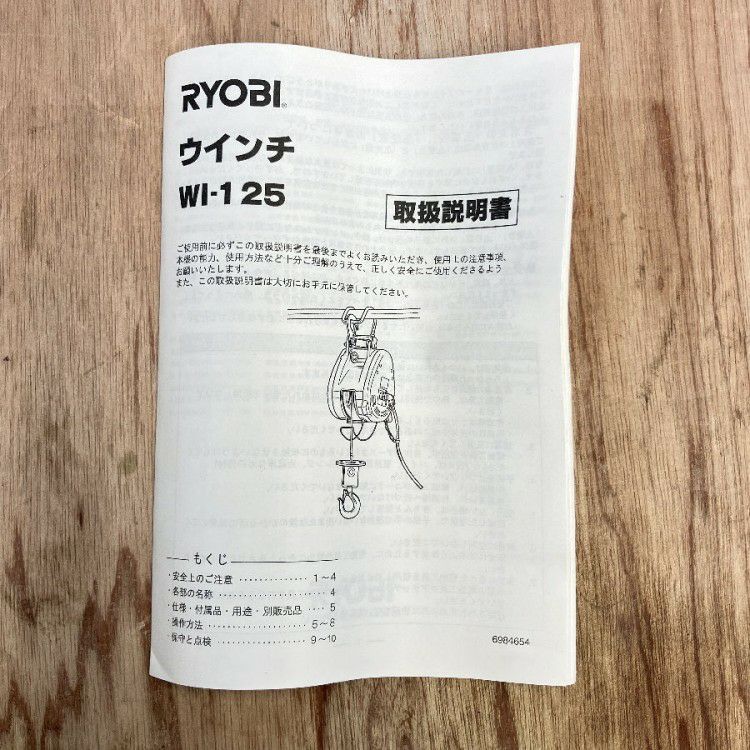 RYOBI
ウインチ
WI-125
取扱説明書
ご使用前に必ずこの取扱説明書を最後までよくお読みいただき、使用上の注意事項、
本機の能力、使用方法など十分ご理解のうえで、正しく安全にご使用くださるよう
お願いいたします。
また、この取扱説明書は大切にお手元に保管してください。
もくじ
・安全上のご注意 ・・・・・・・・・・・・・・ 1〜4
・各部の名称 ・・・・・・・・・・・・・・・・・・ 4
・仕様・付属品・用途・別販売品 ・・・・ 5
・操作方法 ・・・・・・・・・・・・・・・・・・ 5〜8
・保守と点検 ・・・・・・・・・・・・・・・・ 9〜10
6984654